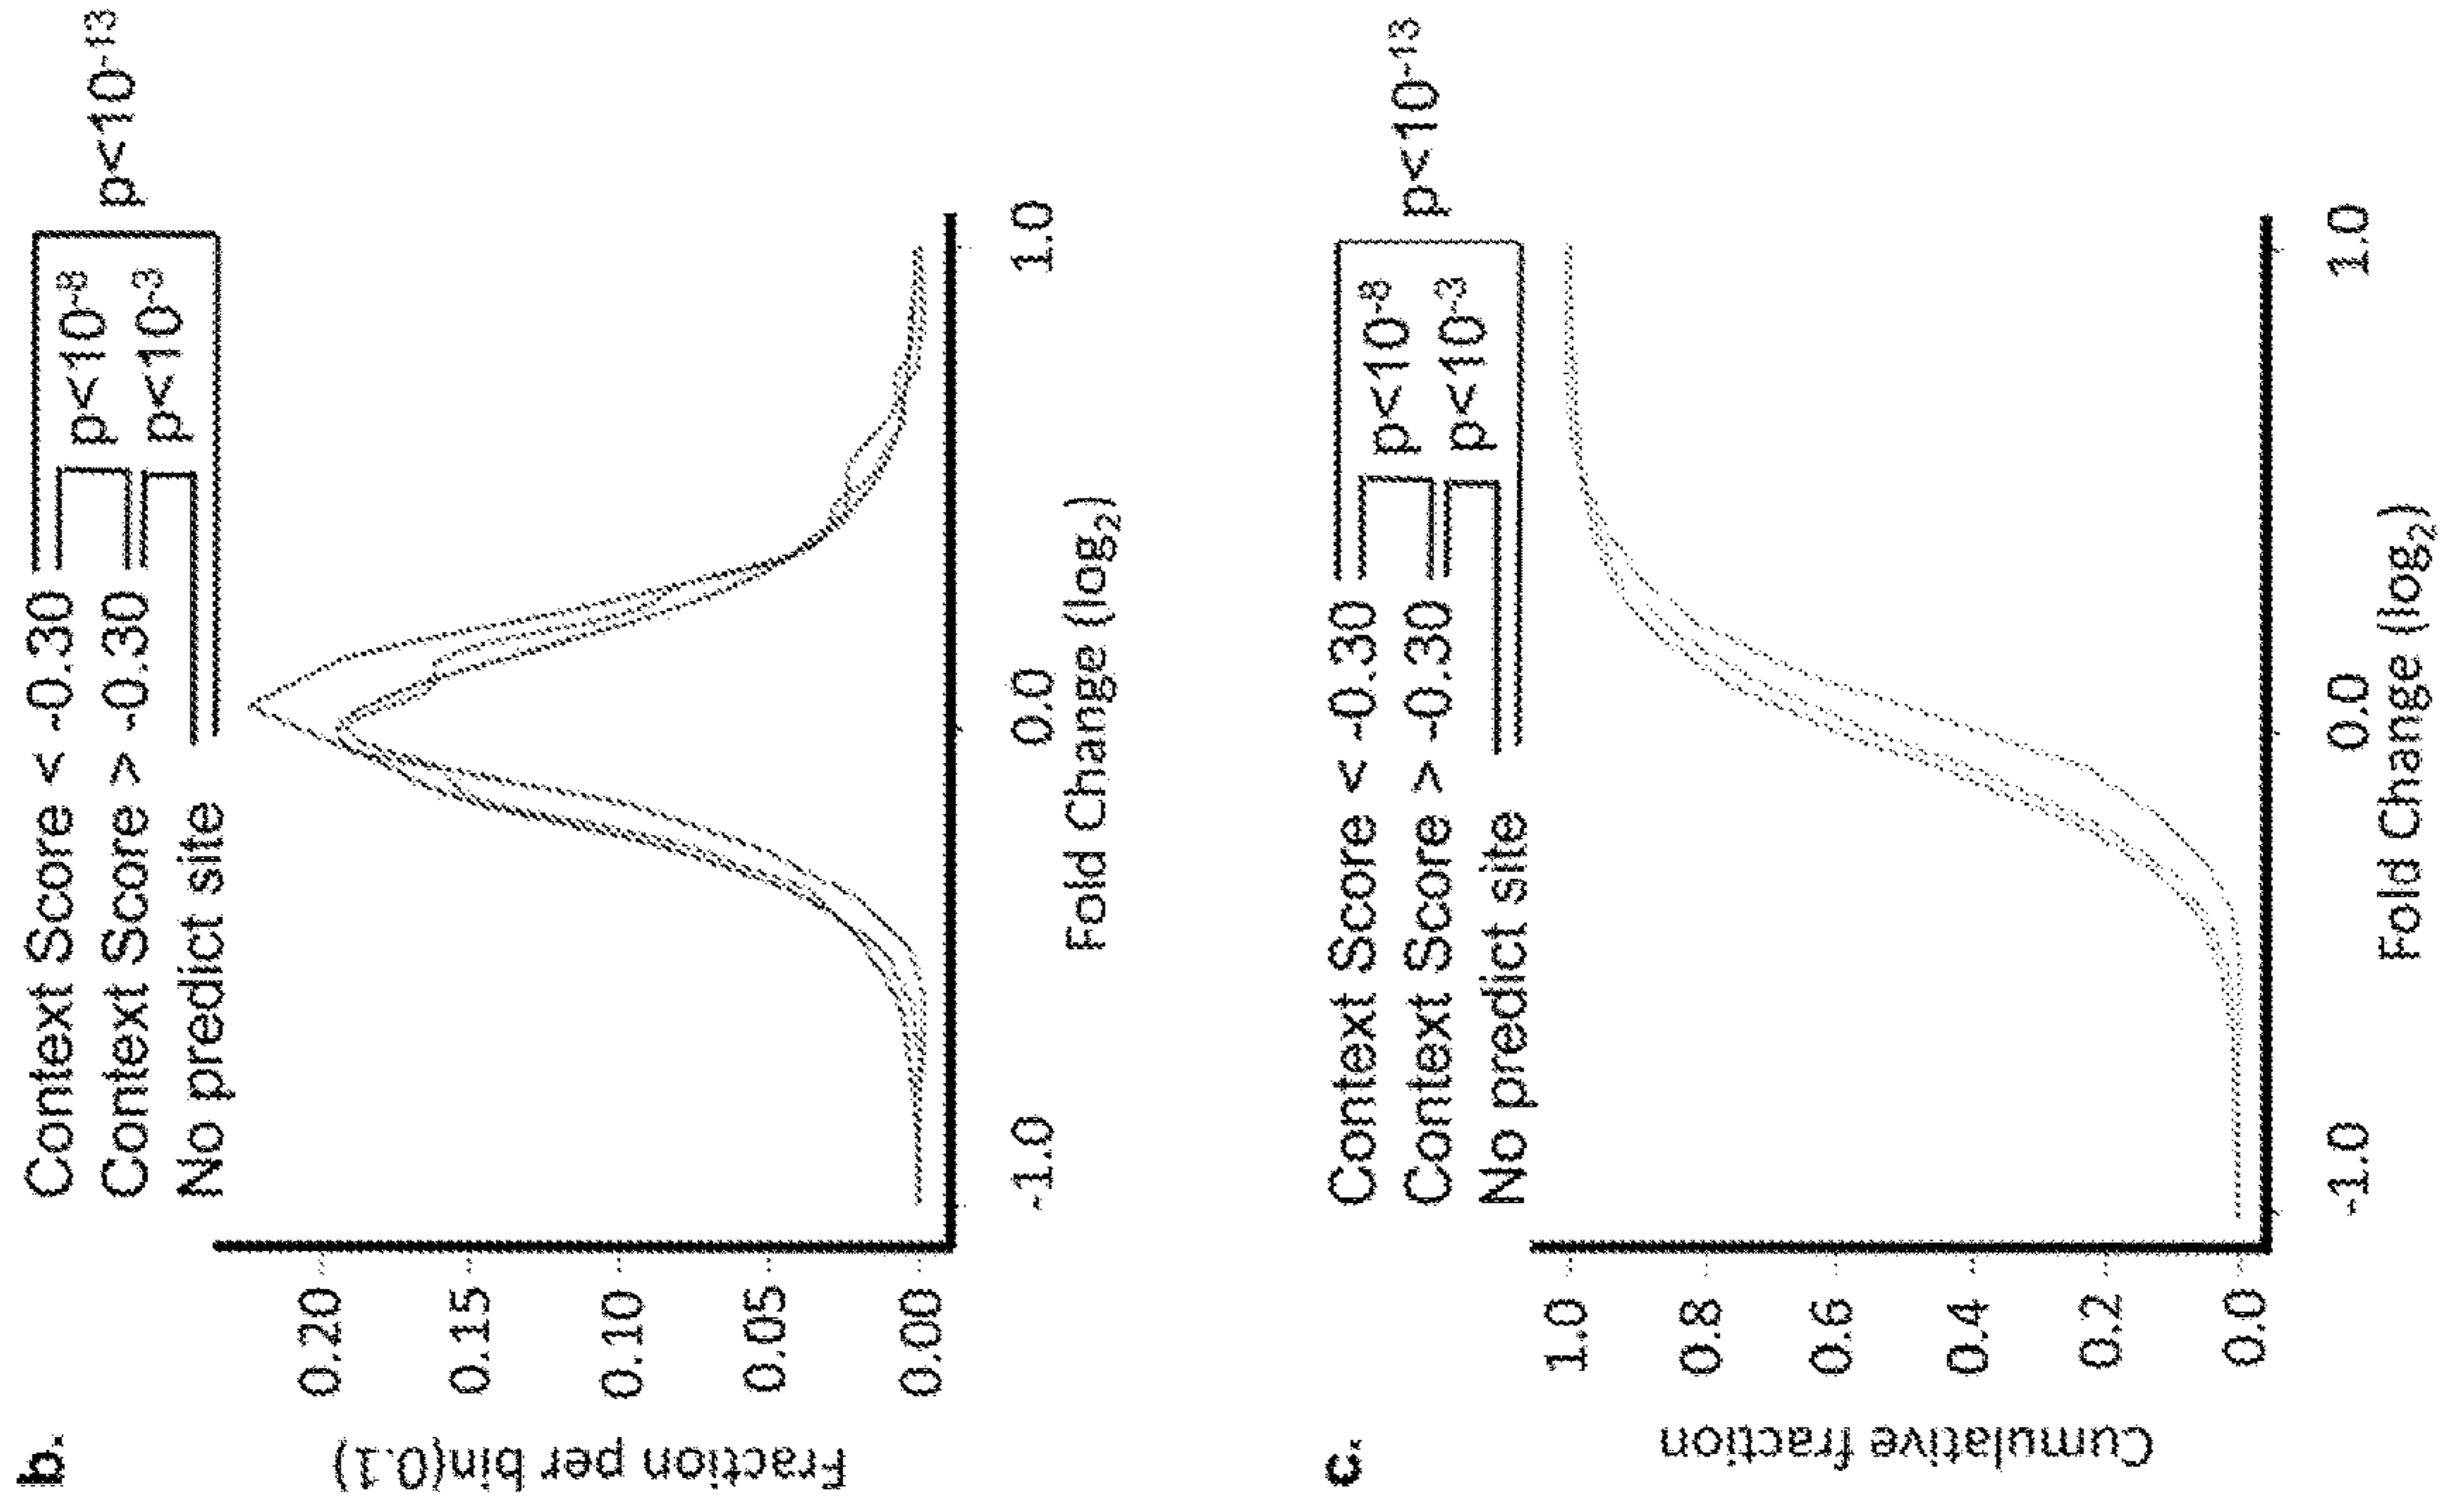 b.
Context Score < -0.30
Context Score > -0.30
No predict site
p<10⁻⁸
p<10⁻³
p<10⁻¹³
Fraction per bin(0.1)
0.20
0.15
0.10
0.05
0.00
-1.0
0.0
1.0
Fold Change (log₂)
c.
Context Score < -0.30
Context Score > -0.30
No predict site
p<10⁻⁸
p<10⁻³
p<10⁻¹³
Cumulative fraction
1.0
0.8
0.6
0.4
0.2
0.0
-1.0
0.0
1.0
Fold Change (log₂)